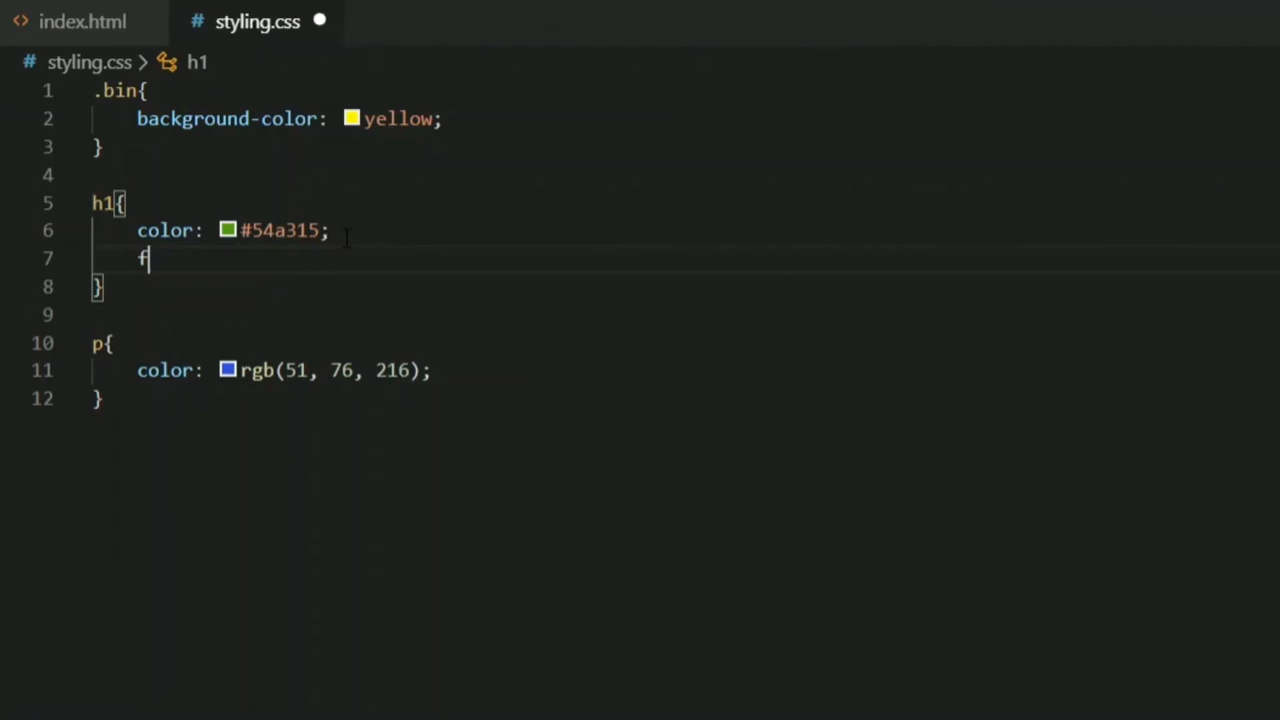 <> index.html # styling.css
# styling.css > h1
1 .bin{
2 background-color: yellow;
3 }
4
5 h1{
6 color: #54a315;
7 f
8 }
9
10 p{
11 color: rgb(51, 76, 216);
12 }